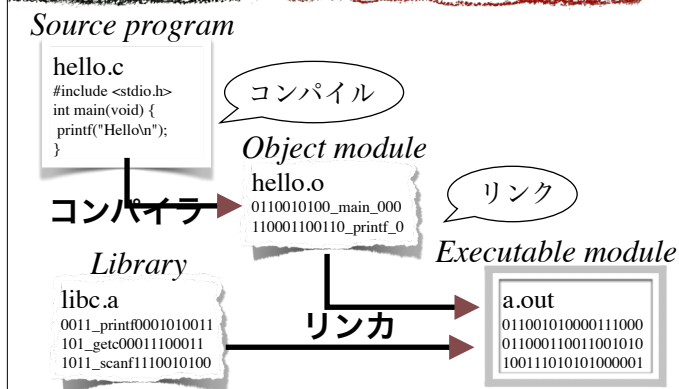 Source program
hello.c
#include <stdio.h>
int main(void) {
printf("Hello\n");
}
コンパイル
コンパイラ
Object module
hello.o
0110010100_main_000
110001100110_printf_0
リンク
Library
libc.a
0011_printf0001010011
101_getc00011100011
1011_scanf1110010100
リンカ
Executable module
a.out
011001010000111000
011000110011001010
100111010101000001